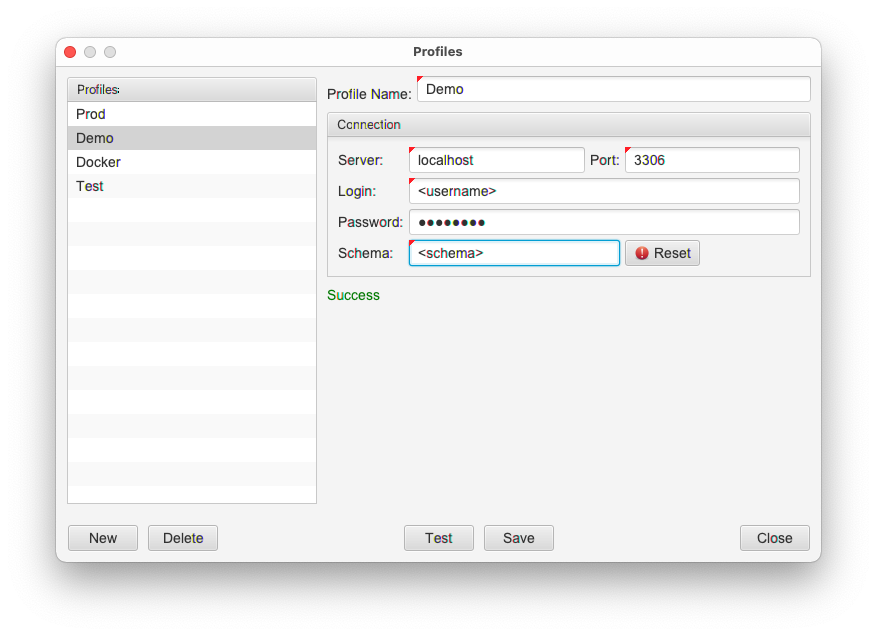 Profiles
Profiles:
Prod
Demo
Docker
Test
Profile Name: Demo
Connection
Server: localhost Port: 3306
Login: <username>
Password: ●●●●●●●●
Schema: <schema> Reset
Success
New Delete Test Save Close